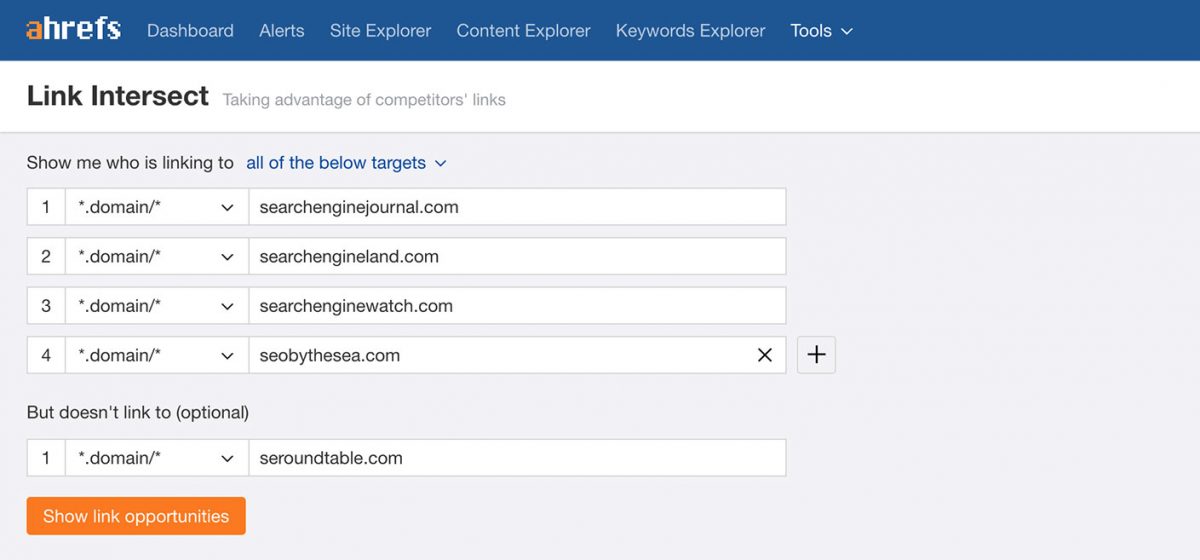 ahrefs Dashboard Alerts Site Explorer Content Explorer Keywords Explorer Tools
Link Intersect Taking advantage of competitors' links
Show me who is linking to all of the below targets
1 *.domain/* searchenginejournal.com
2 *.domain/* searchengineland.com
3 *.domain/* searchenginewatch.com
4 *.domain/* seobythesea.com
But doesn't link to (optional)
1 *.domain/* seroundtable.com
Show link opportunities